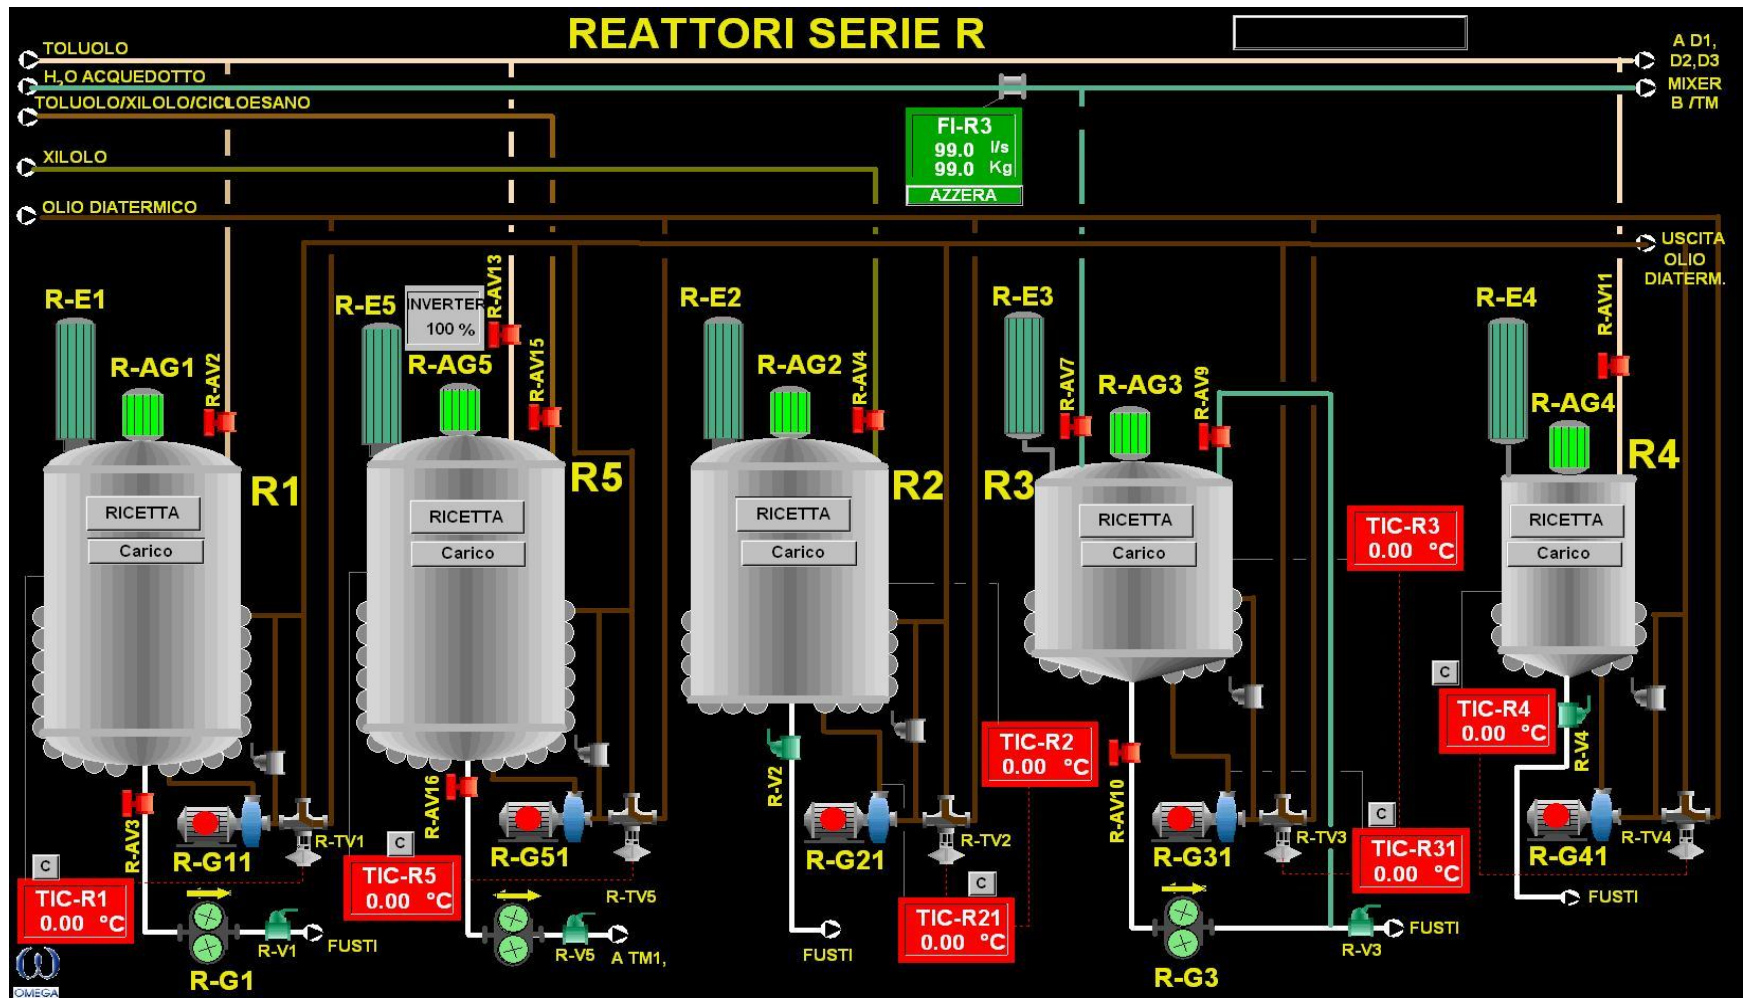 REATTORI SERIE R
TOLUOLO
A D1,
D2,D3
H2O ACQUEDOTTO
MIXER
B /TM
TOLUOLO/XILOLO/CICLOESANO
FI-R3
99.0 l/s
99.0 Kg
AZZERA
XILOLO
OLIO DIATERMICO
USCITA
OLIO
DIATERM.
R-E1
R-AG1
R-AV2
R1
RICETTA
Carico
R-E5
INVERTER
100 %
R-AG5
R-AV13
R-AV15
R5
RICETTA
Carico
R-E2
R-AG2
R-AV4
R2
RICETTA
Carico
R-E3
R-AG3
R-AV7
R-AV9
R3
RICETTA
Carico
R-E4
R-AG4
R-AV11
R4
RICETTA
Carico
TIC-R3
0.00 °C
C
TIC-R4
0.00 °C
R-V4
TIC-R2
0.00 °C
R-AV3
R-G11
R-TV1
C
TIC-R1
0.00 °C
R-G1
R-V1
FUSTI
R-AV16
R-G51
R-TV5
C
TIC-R5
0.00 °C
R-V5
A TM1,
R-V2
R-G21
R-TV2
C
TIC-R21
0.00 °C
FUSTI
R-AV10
R-G31
R-TV3
C
TIC-R31
0.00 °C
R-G3
R-V3
FUSTI
R-G41
R-TV4
FUSTI
OMEGA